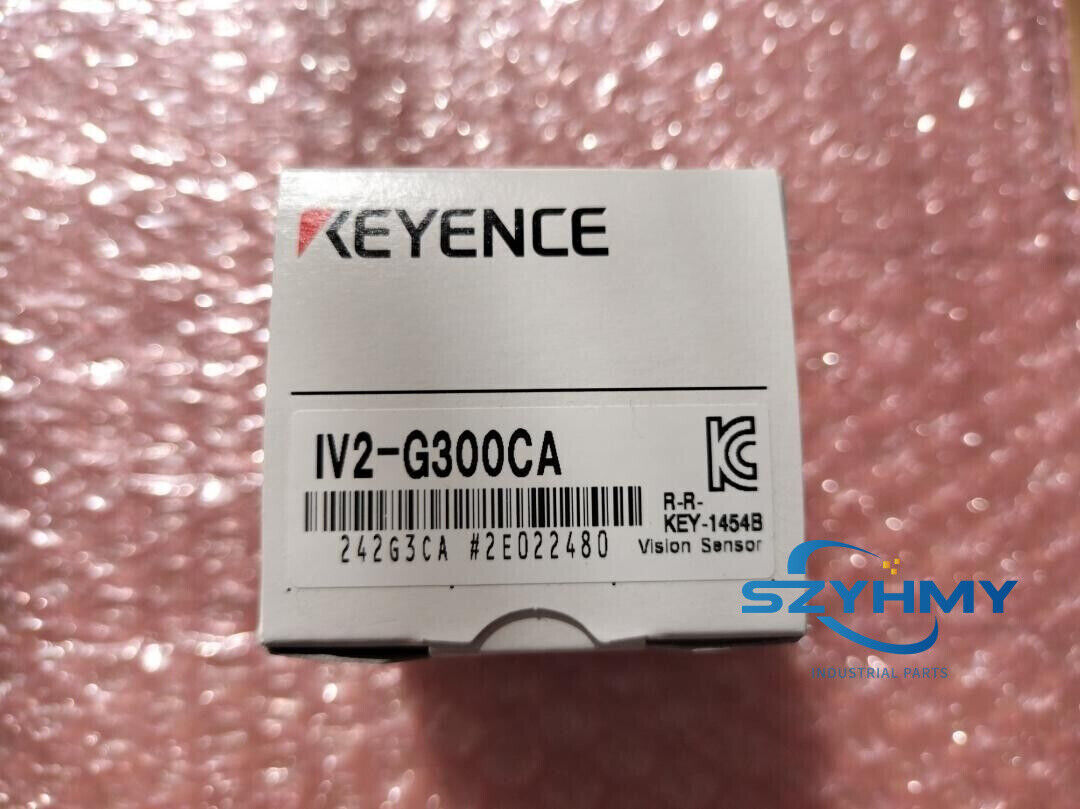 KEYENCE
IV2-G300CA
R-R-
KEY-1454B
242G3CA #2E022480
Vision Sensor
SZYHMY
INDUSTRIAL PARTS